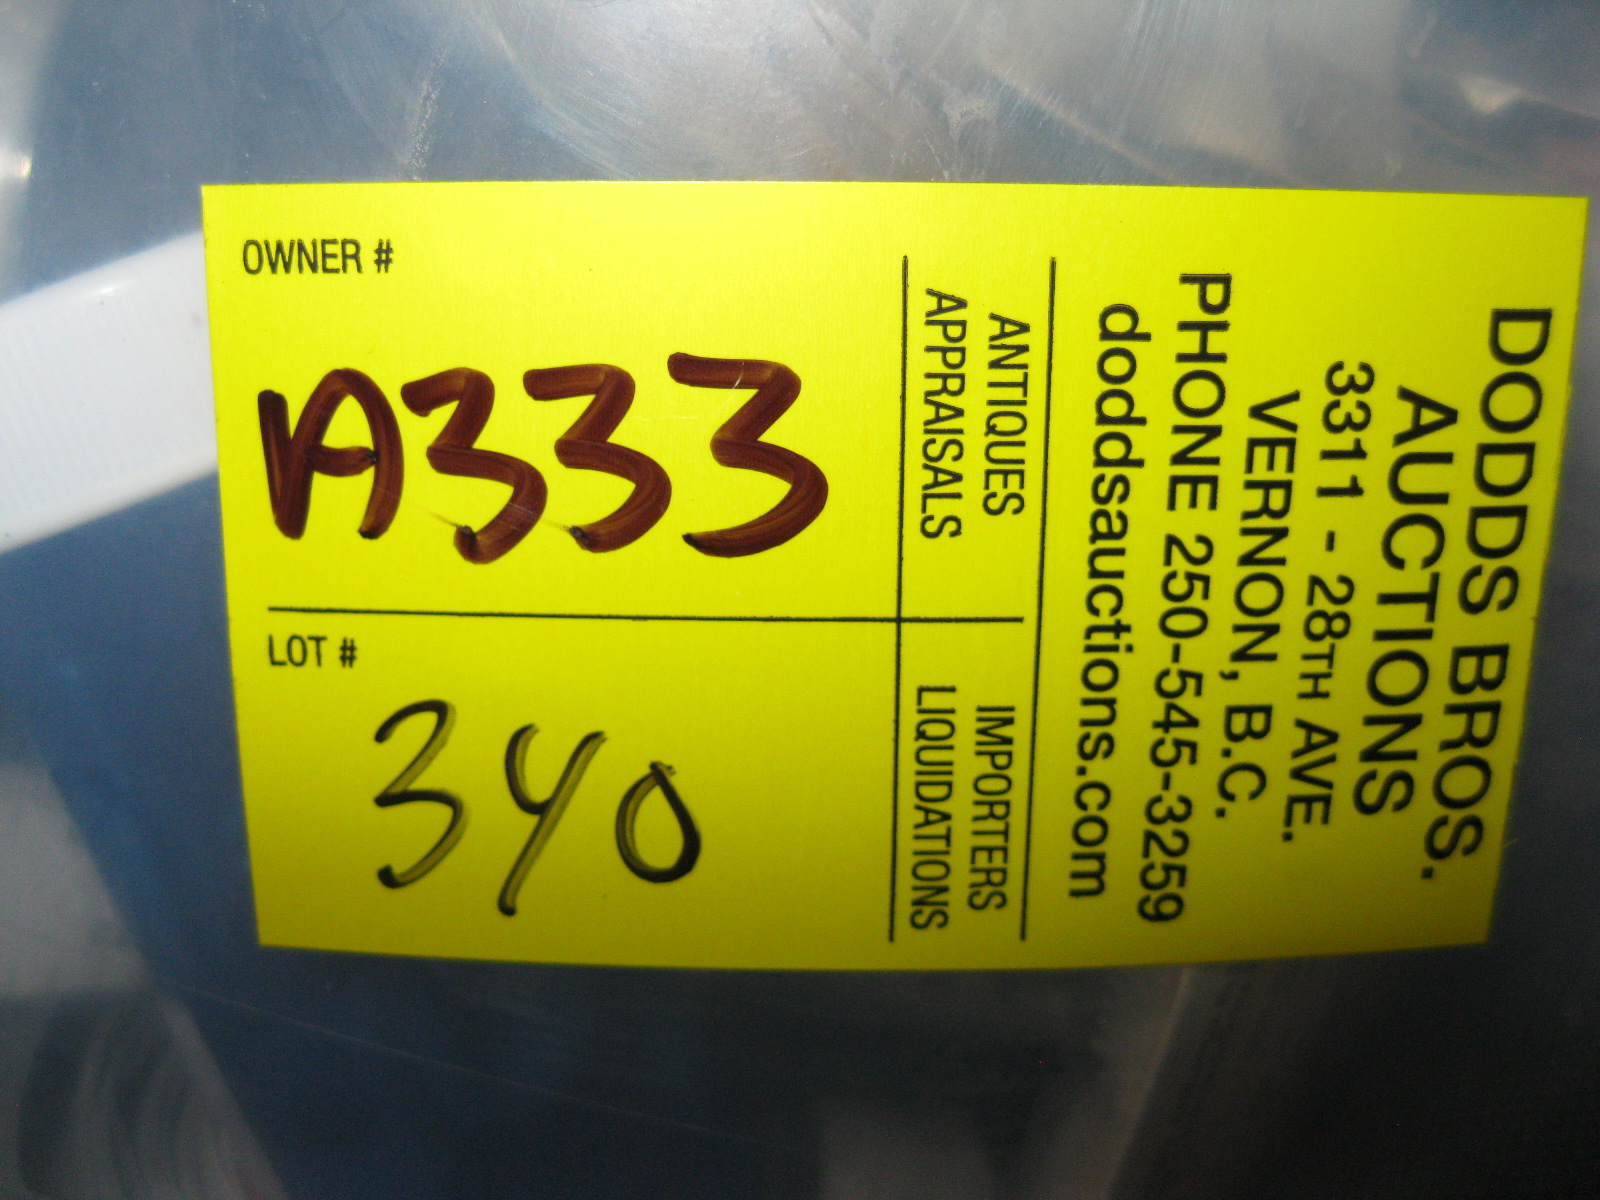 DODDS BROS.
AUCTIONS
3311 - 28TH AVE.
VERNON, B.C.
PHONE 250-545-3259
doddsauctions.com
ANTIQUES
APPRAISALS
IMPORTERS
LIQUIDATIONS
OWNER #
A333
LOT #
340